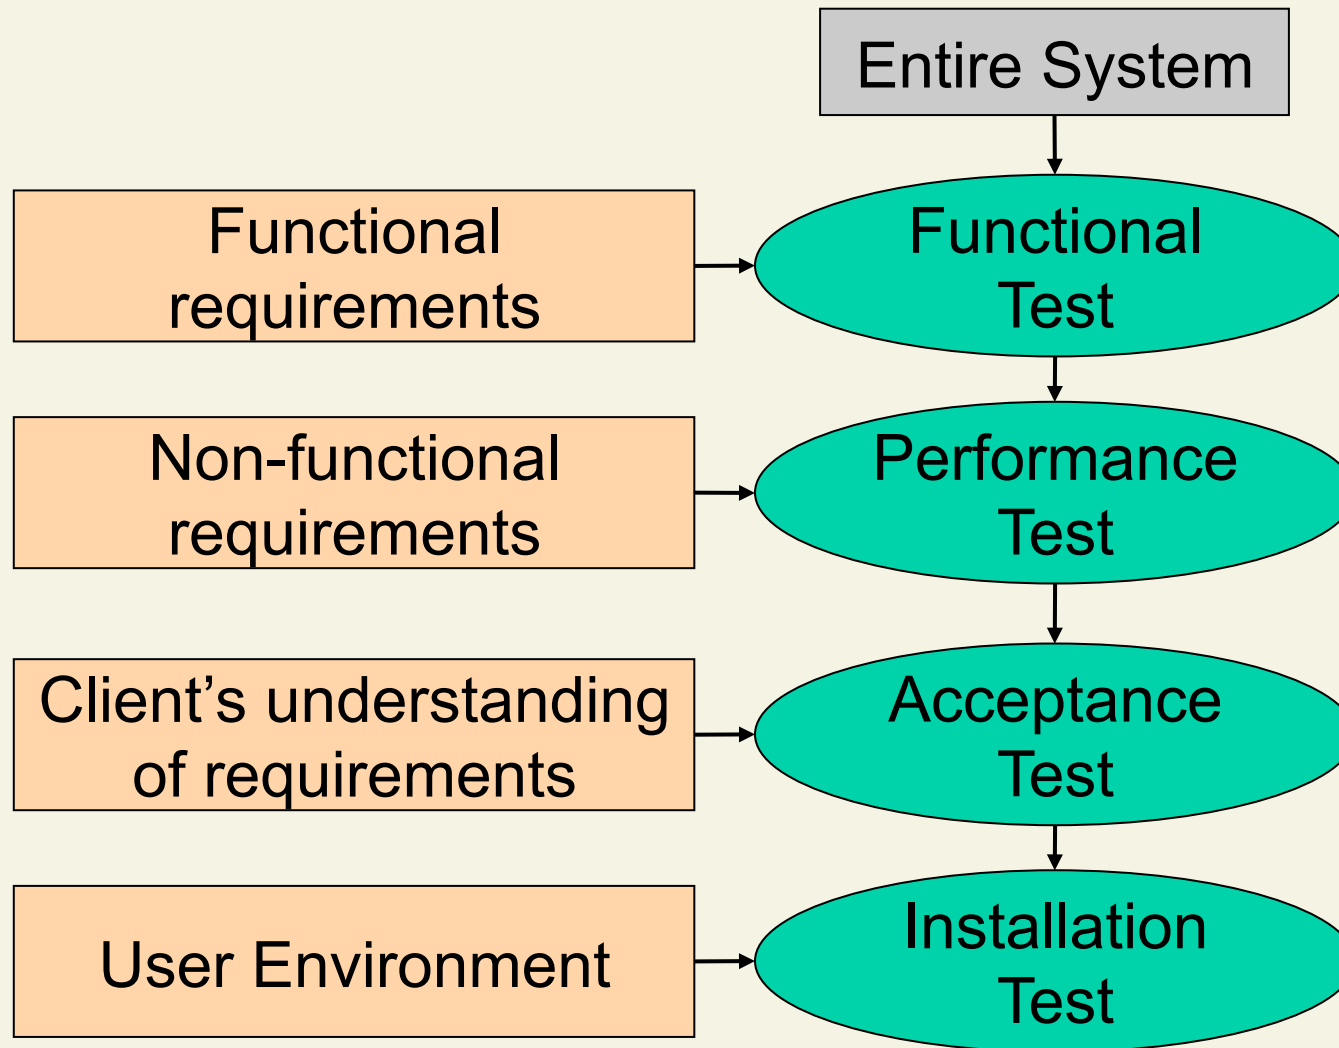 Entire System
Functional
requirements
Functional
Test
Non-functional
requirements
Performance
Test
Client’s understanding
of requirements
Acceptance
Test
User Environment
Installation
Test